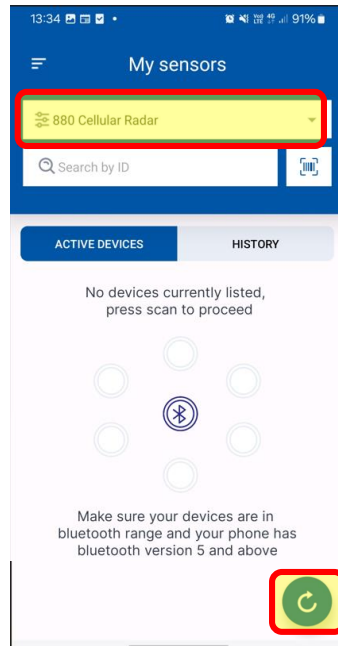 13:34 91%
My sensors
880 Cellular Radar
Search by ID
ACTIVE DEVICES HISTORY
No devices currently listed,
press scan to proceed
Make sure your devices are in
bluetooth range and your phone has
bluetooth version 5 and above